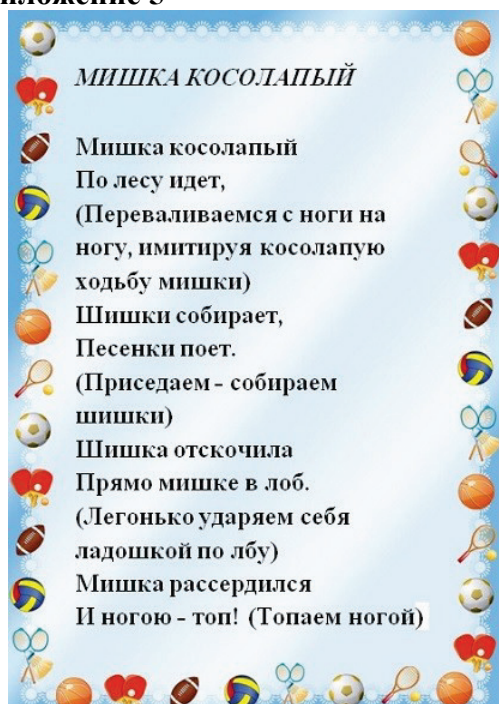 иложение 5
МИШКА КОСОЛАПЫЙ
Мишка косолапый
По лесу идет,
(Переваливаемся с ноги на
ногу, имитируя косолапую
ходьбу мишки)
Шишки собирает,
Песенки поет.
(Приседаем - собираем
шишки)
Шишка отскочила
Прямо мишке в лоб.
(Легонько ударяем себя
ладошкой по лбу)
Мишка рассердился
И ногою - топ! (Топаем ногой)